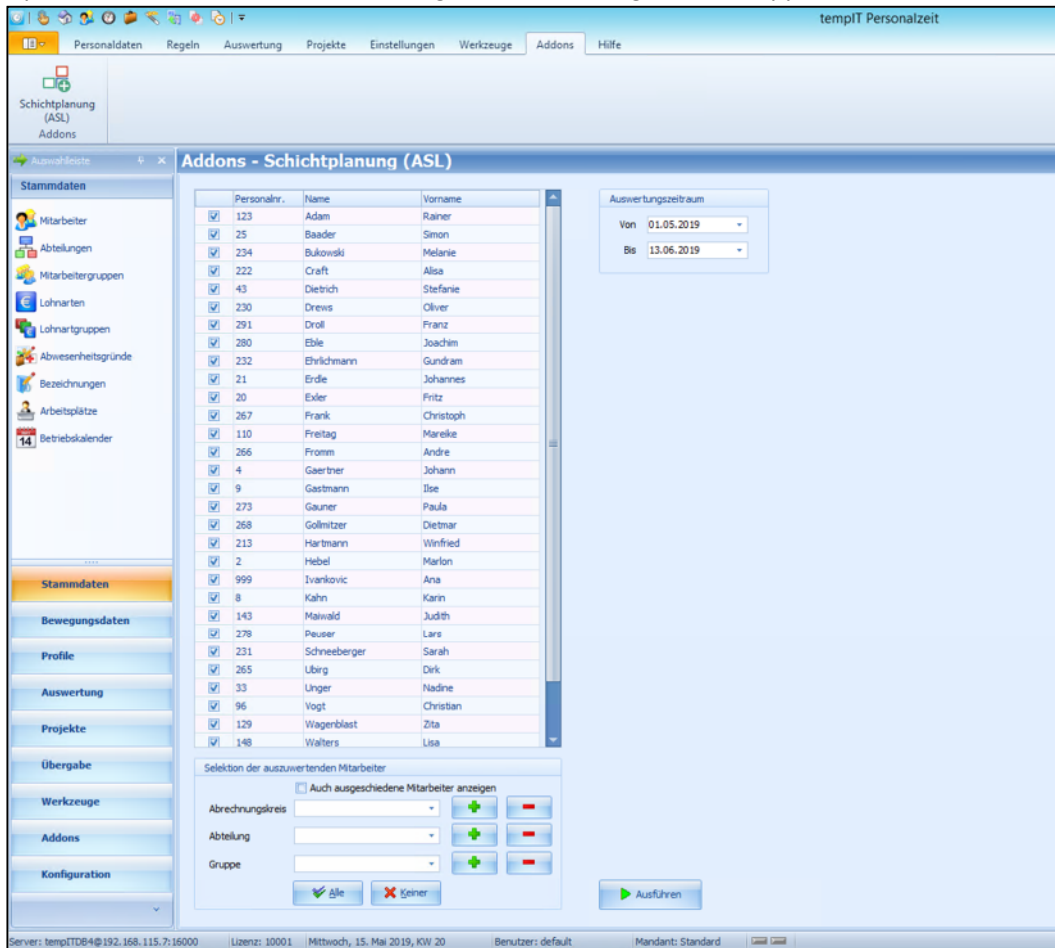 tempIT Personalzeit
Personaldaten Regeln Auswertung Projekte Einstellungen Werkzeuge Addons Hilfe
Schichtplanung
(ASL)
Addons
Auswahlleiste
Addons - Schichtplanung (ASL)
Stammdaten
Mitarbeiter
Abteilungen
Mitarbeitergruppen
Lohnarten
Lohnartgruppen
Abwesenheitsgründe
Bezeichnungen
Arbeitsplätze
14 Betriebskalender
Stammdaten
Bewegungsdaten
Profile
Auswertung
Projekte
Übergabe
Werkzeuge
Addons
Konfiguration
Personalnr. Name Vorname
123 Adam Rainer
25 Baader Simon
234 Bukowski Melanie
222 Craft Alisa
43 Dietrich Stefanie
230 Drews Oliver
291 Droll Franz
280 Eble Joachim
232 Ehrlichmann Gundram
21 Erdle Johannes
20 Exler Fritz
267 Frank Christoph
110 Freitag Mareike
266 Fromm Andre
4 Gaertner Johann
9 Gastmann Ilse
273 Gauner Paula
268 Gollmitzer Dietmar
213 Hartmann Winfried
2 Hebel Marlon
999 Ivankovic Ana
8 Kahn Karin
143 Maiwald Judith
278 Peuser Lars
231 Schneeberger Sarah
265 Ubirg Dirk
33 Unger Nadine
96 Vogt Christian
129 Wagenblast Zita
148 Walters Lisa
Selektion der auszuwertenden Mitarbeiter
Auch ausgeschiedene Mitarbeiter anzeigen
Abrechnungskreis
Abteilung
Gruppe
Alle Keiner
Auswertungszeitraum
Von 01.05.2019
Bis 13.06.2019
Ausführen
Server: tempITDB4@192.168.115.7:16000 Lizenz: 10001 Mittwoch, 15. Mai 2019, KW 20 Benutzer: default Mandant: Standard